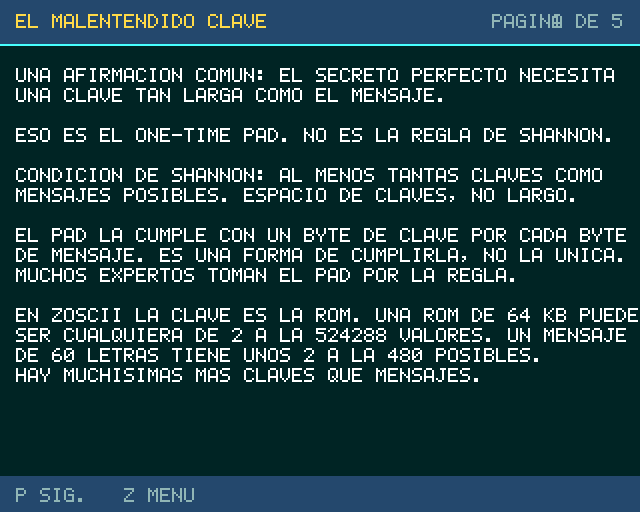 EL MALENTENDIDO CLAVE
PAGIN DE 5
UNA AFIRMACION COMUN: EL SECRETO PERFECTO NECESITA
UNA CLAVE TAN LARGA COMO EL MENSAJE.
ESO ES EL ONE-TIME PAD. NO ES LA REGLA DE SHANNON.
CONDICION DE SHANNON: AL MENOS TANTAS CLAVES COMO
MENSAJES POSIBLES. ESPACIO DE CLAVES, NO LARGO.
EL PAD LA CUMPLE CON UN BYTE DE CLAVE POR CADA BYTE
DE MENSAJE. ES UNA FORMA DE CUMPLIRLA, NO LA UNICA.
MUCHOS EXPERTOS TOMAN EL PAD POR LA REGLA.
EN ZOSCII LA CLAVE ES LA ROM. UNA ROM DE 64 KB PUEDE
SER CUALQUIERA DE 2 A LA 524288 VALORES. UN MENSAJE
DE 60 LETRAS TIENE UNOS 2 A LA 480 POSIBLES.
HAY MUCHISIMAS MAS CLAVES QUE MENSAJES.
P SIG.   Z MENU